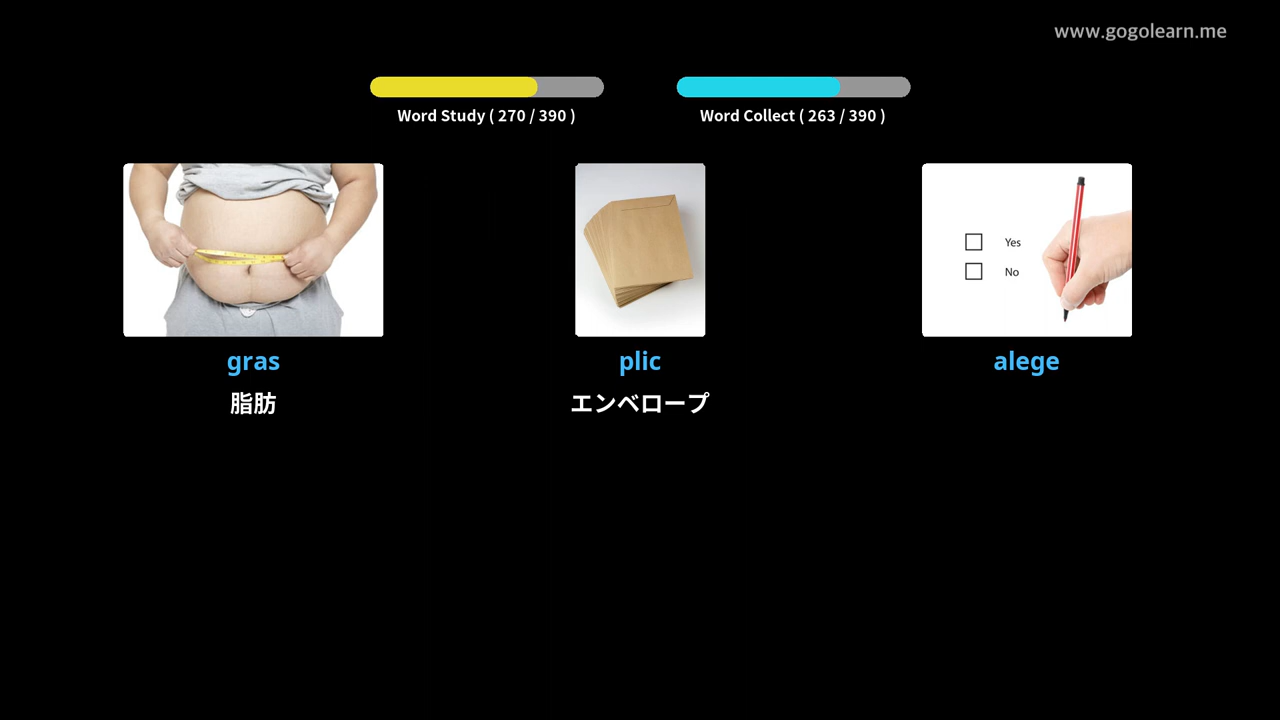 www.gogolearn.me
Word Study ( 270 / 390 )
Word Collect ( 263 / 390 )
Yes
No
gras
plic
alege
脂肪
エンベロープ